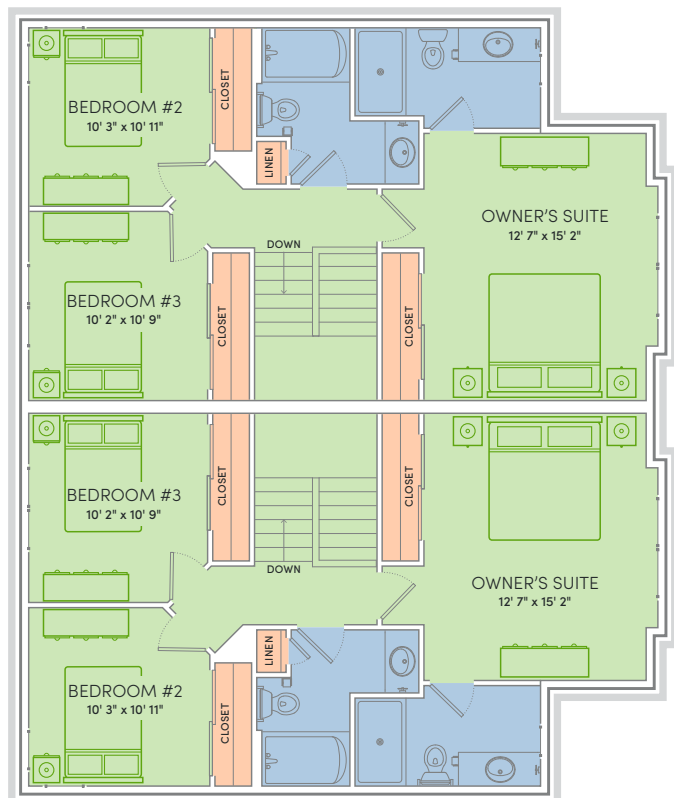 BEDROOM #2
10' 3" x 10' 11"
CLOSET
LINEN
OWNER'S SUITE
12' 7" x 15' 2"
DOWN
BEDROOM #3
10' 2" x 10' 9"
CLOSET
CLOSET
BEDROOM #3
10' 2" x 10' 9"
CLOSET
CLOSET
DOWN
OWNER'S SUITE
12' 7" x 15' 2"
LINEN
BEDROOM #2
10' 3" x 10' 11"
CLOSET